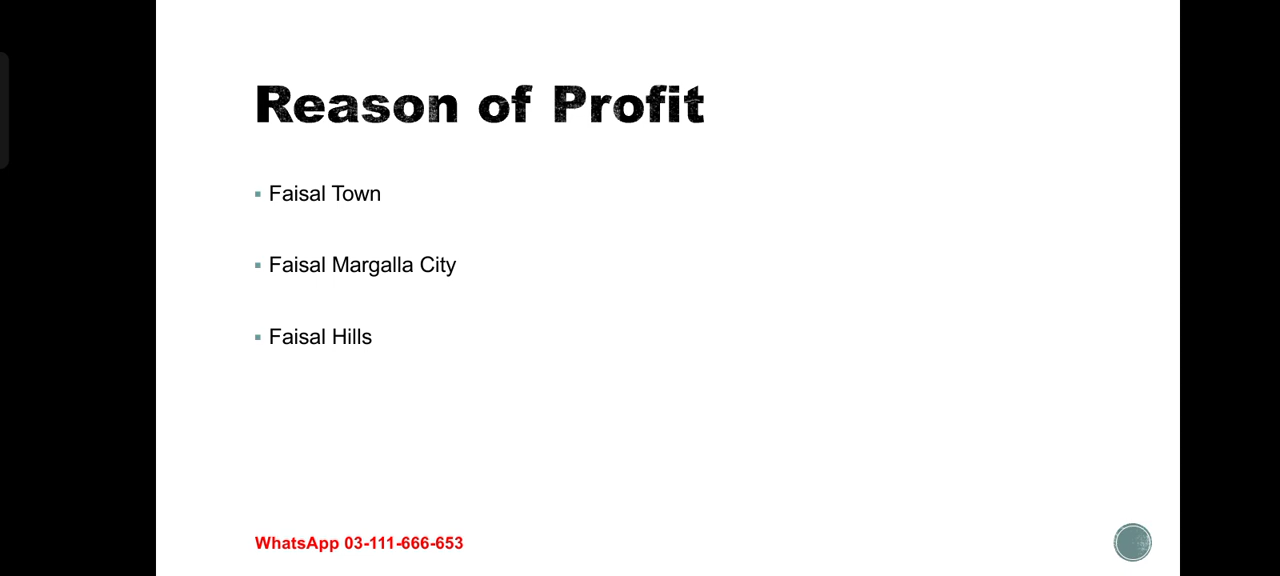 Reason of Profit
Faisal Town
Faisal Margalla City
Faisal Hills
WhatsApp 03-111-666-653